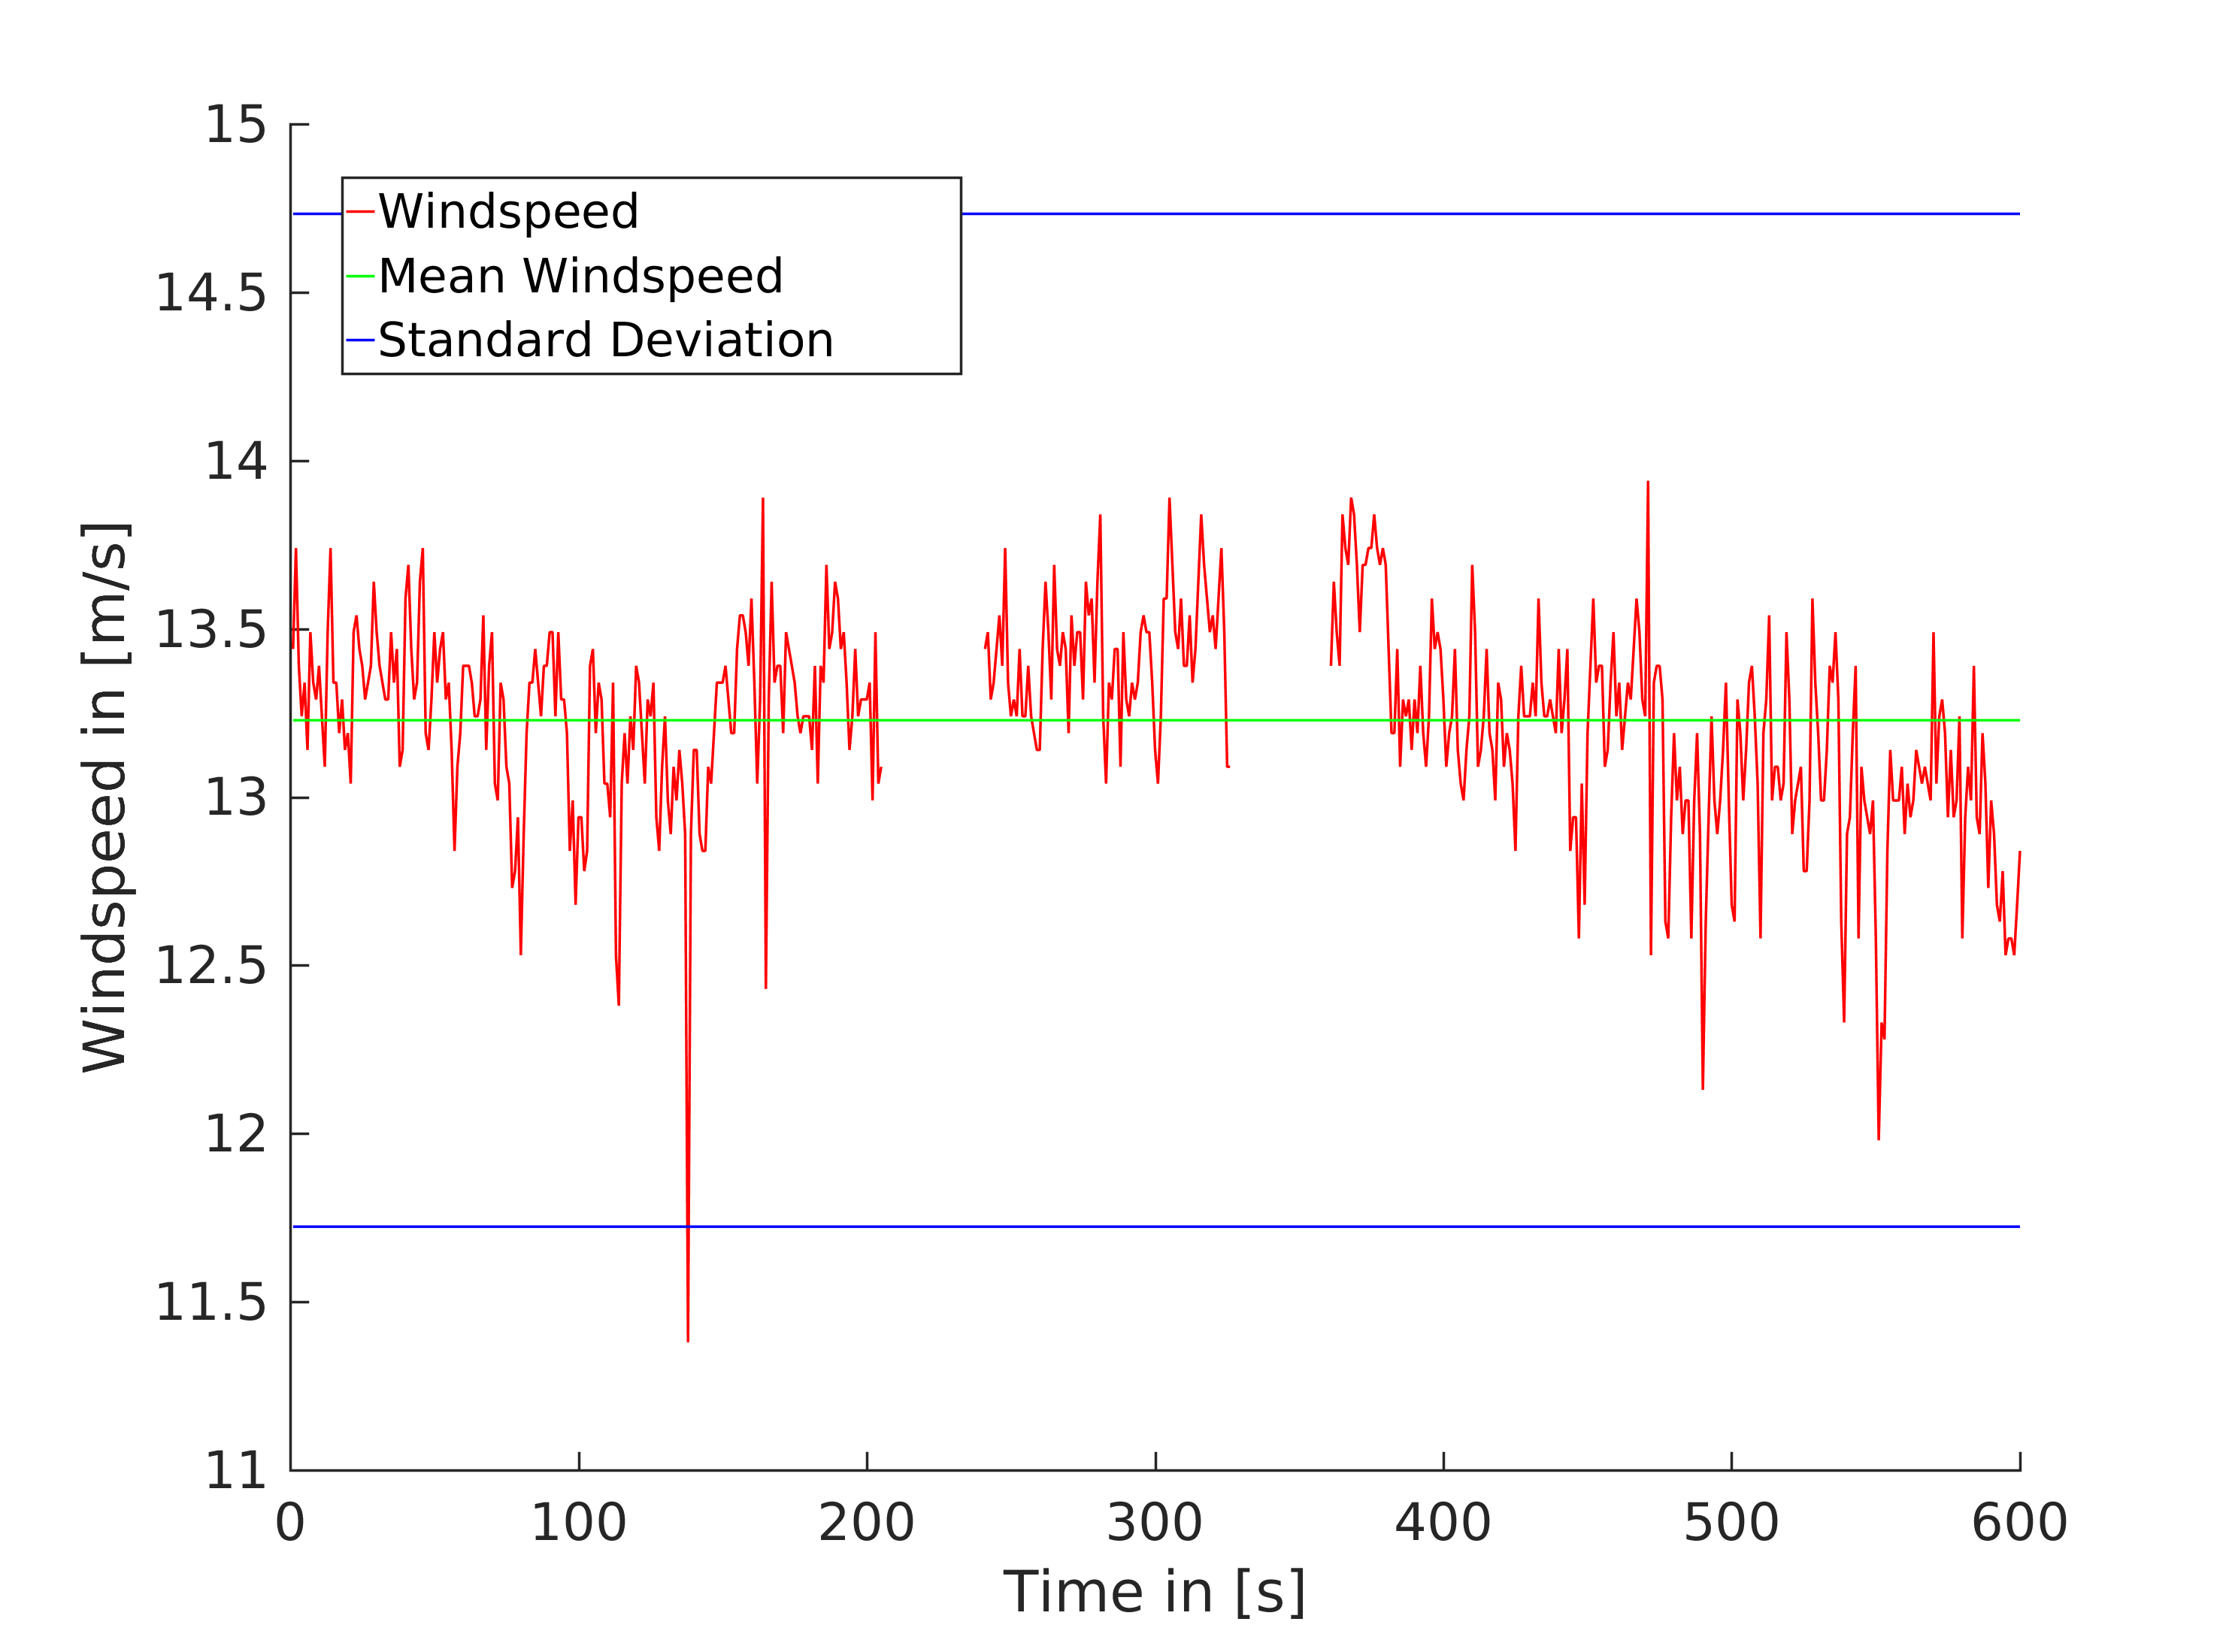 15
14.5
14
13.5
13
12.5
12
11.5
11
Windspeed in [m/s]
Windspeed
Mean Windspeed
Standard Deviation
0 100 200 300 400 500 600
Time in [s]